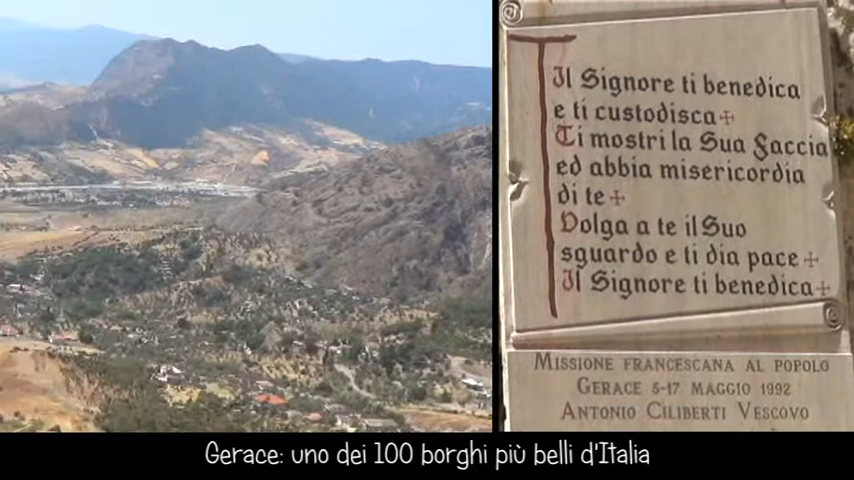 Il Signore ti benedica
e ti custodisca+
Ti mostri la Sua Faccia
ed abbia misericordia
di te+
Volga a te il Suo
sguardo e ti dia pace+
Il Signore ti benedica+
MISSIONE FRANCESCANA AL POPOLO
GERACE 5-17 MAGGIO 1992
ANTONIO CILIBERTI VESCOVO
Gerace: uno dei 100 borghi più belli d'Italia